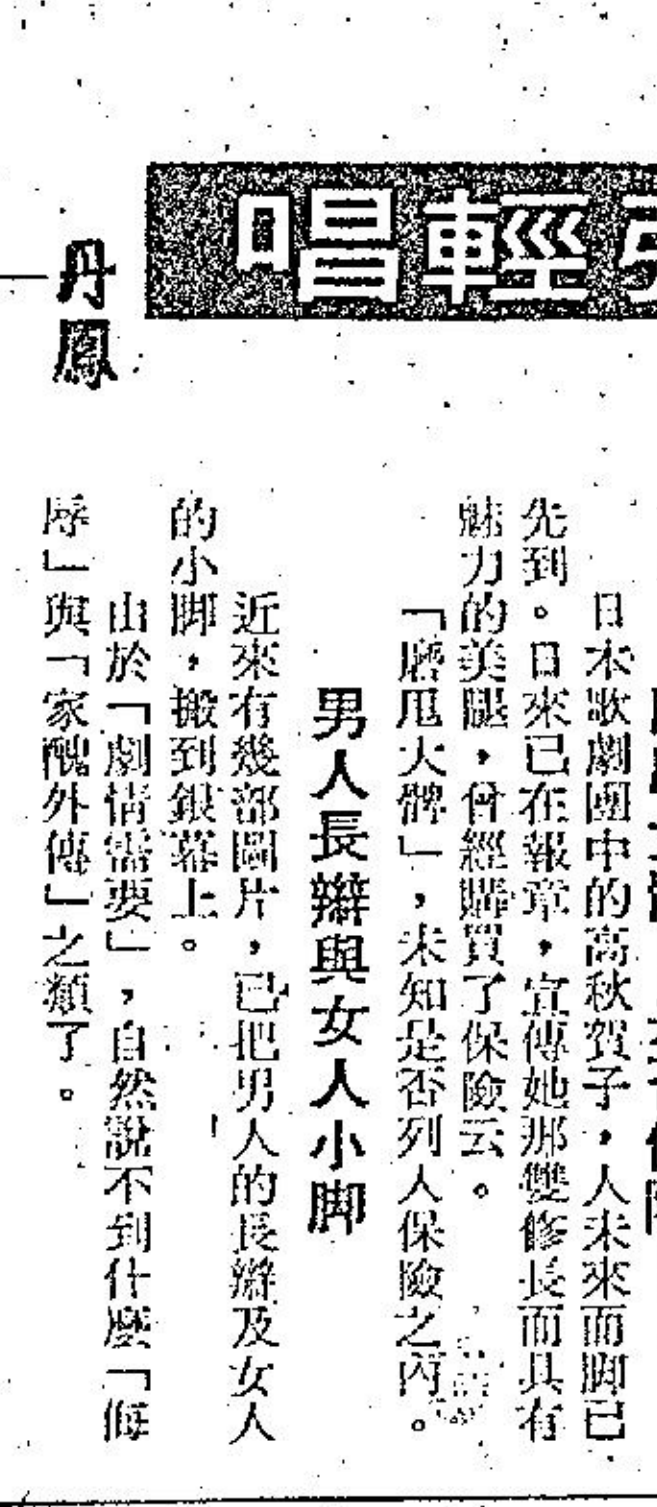 輕唱
丹鳳
日本歌劇團中的高秋賀子，人未來而脚已
先到。日來已在報章，宣傳她那雙修長而具有
魅力的美腿，曾經購買了保險云。
「磨甩大髀」，未知是否列人保險之內。
男人長辮與女人小脚
近來有幾部圖片，已把男人的長辮及女人
的小脚，搬到銀幕上。
由於「劇情需要」，自然說不到什麽「侮
辱」與「家醜外傳」之類了。